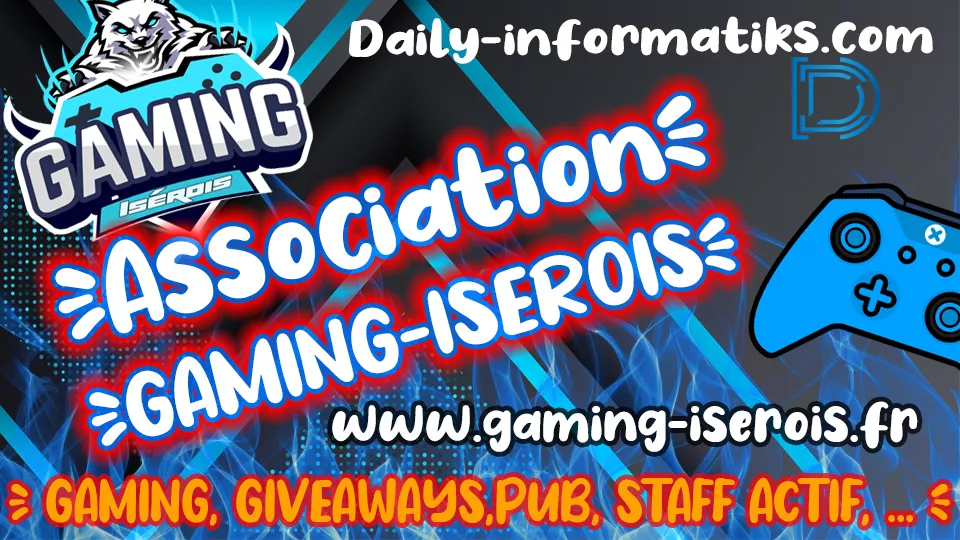 Daily-informatiks.com
D
GAMING
ISÉROIS
Association
GAMING-ISEROIS
www.gaming-iserois.fr
GAMING, GIVEAWAYS,PUB, STAFF ACTIF, ...